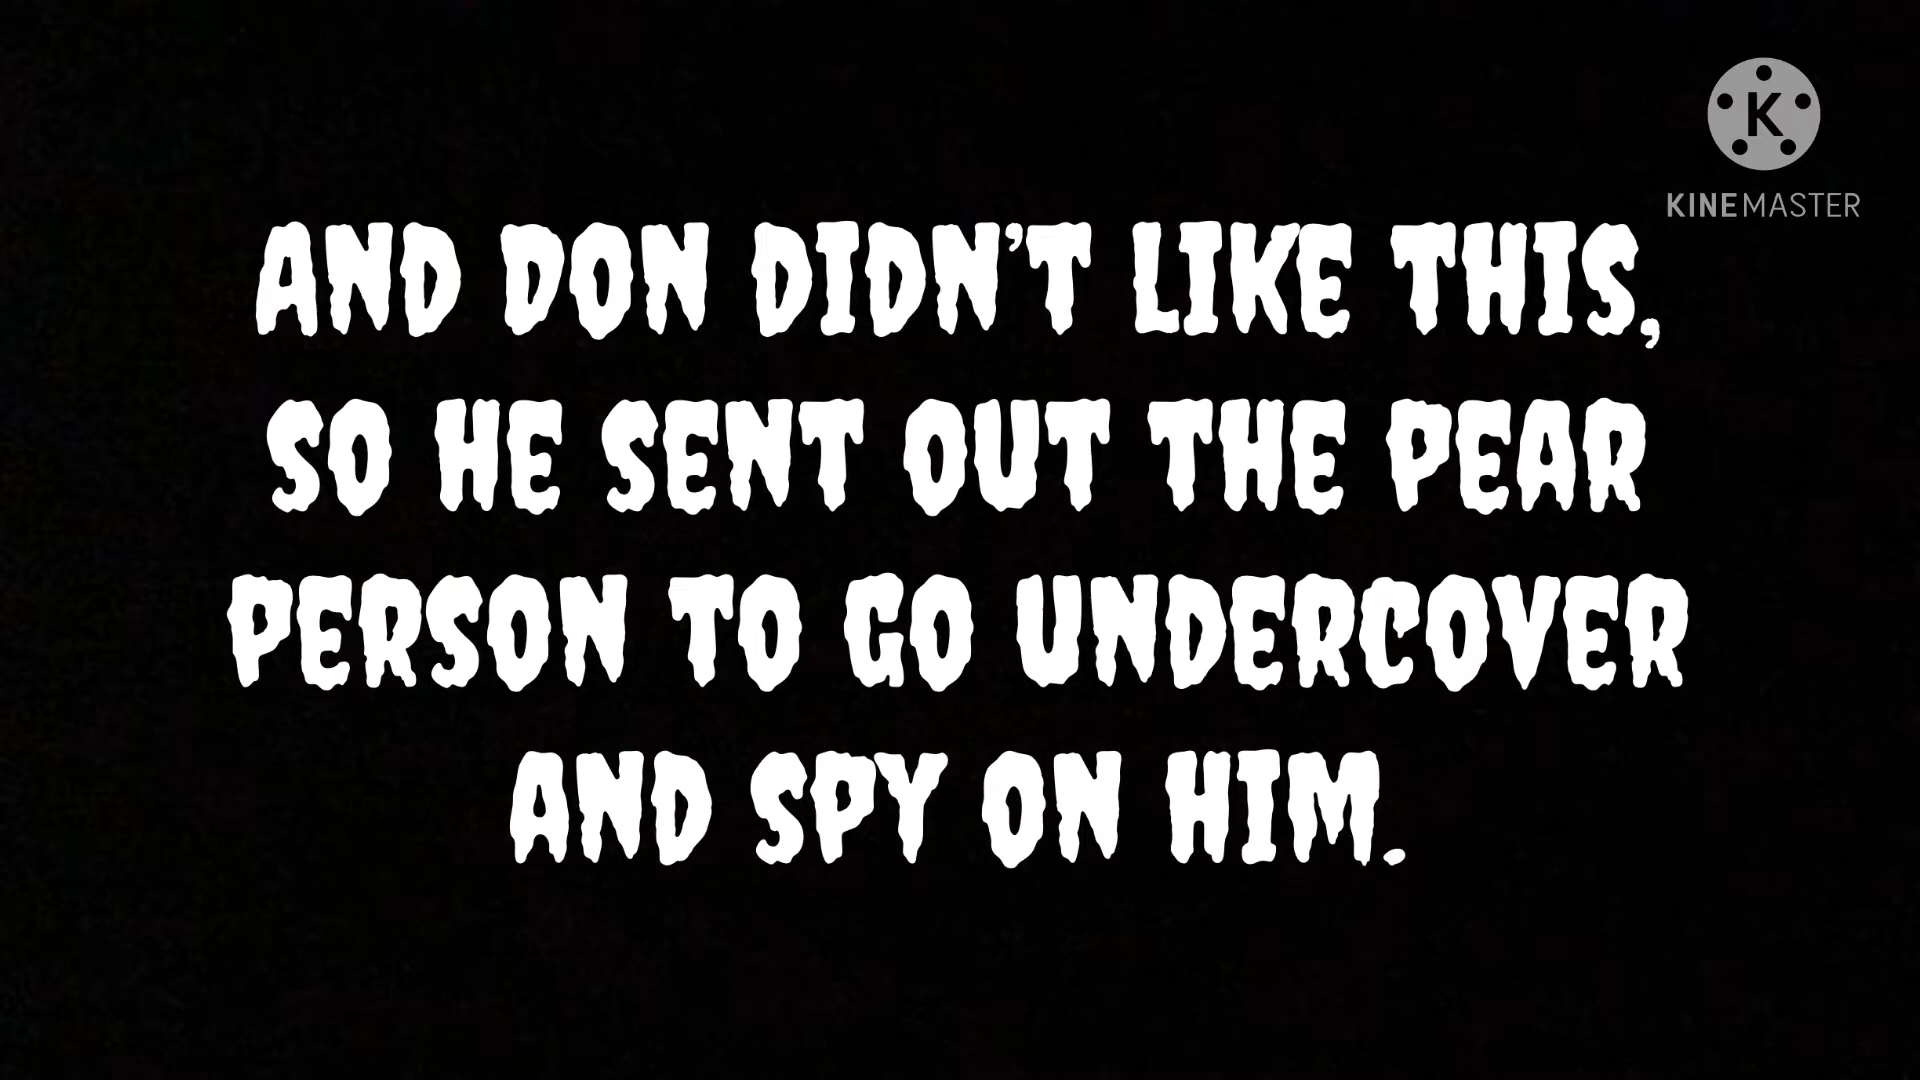 K
KINEMASTER
AND DON DIDN'T LIKE THIS,
SO HE SENT OUT THE PEAR
PERSON TO GO UNDERCOVER
AND SPY ON HIM.